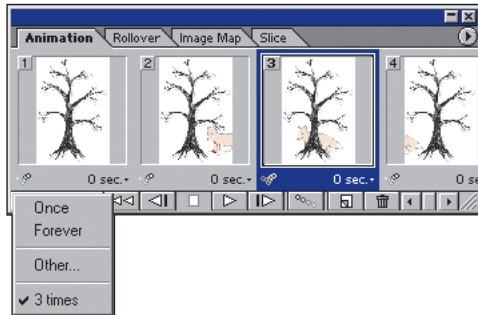 Animation Rollover Image Map Slice
1 2 3 4
0 sec. 0 sec. 0 sec. 0 se
Once
Forever
Other...
3 times